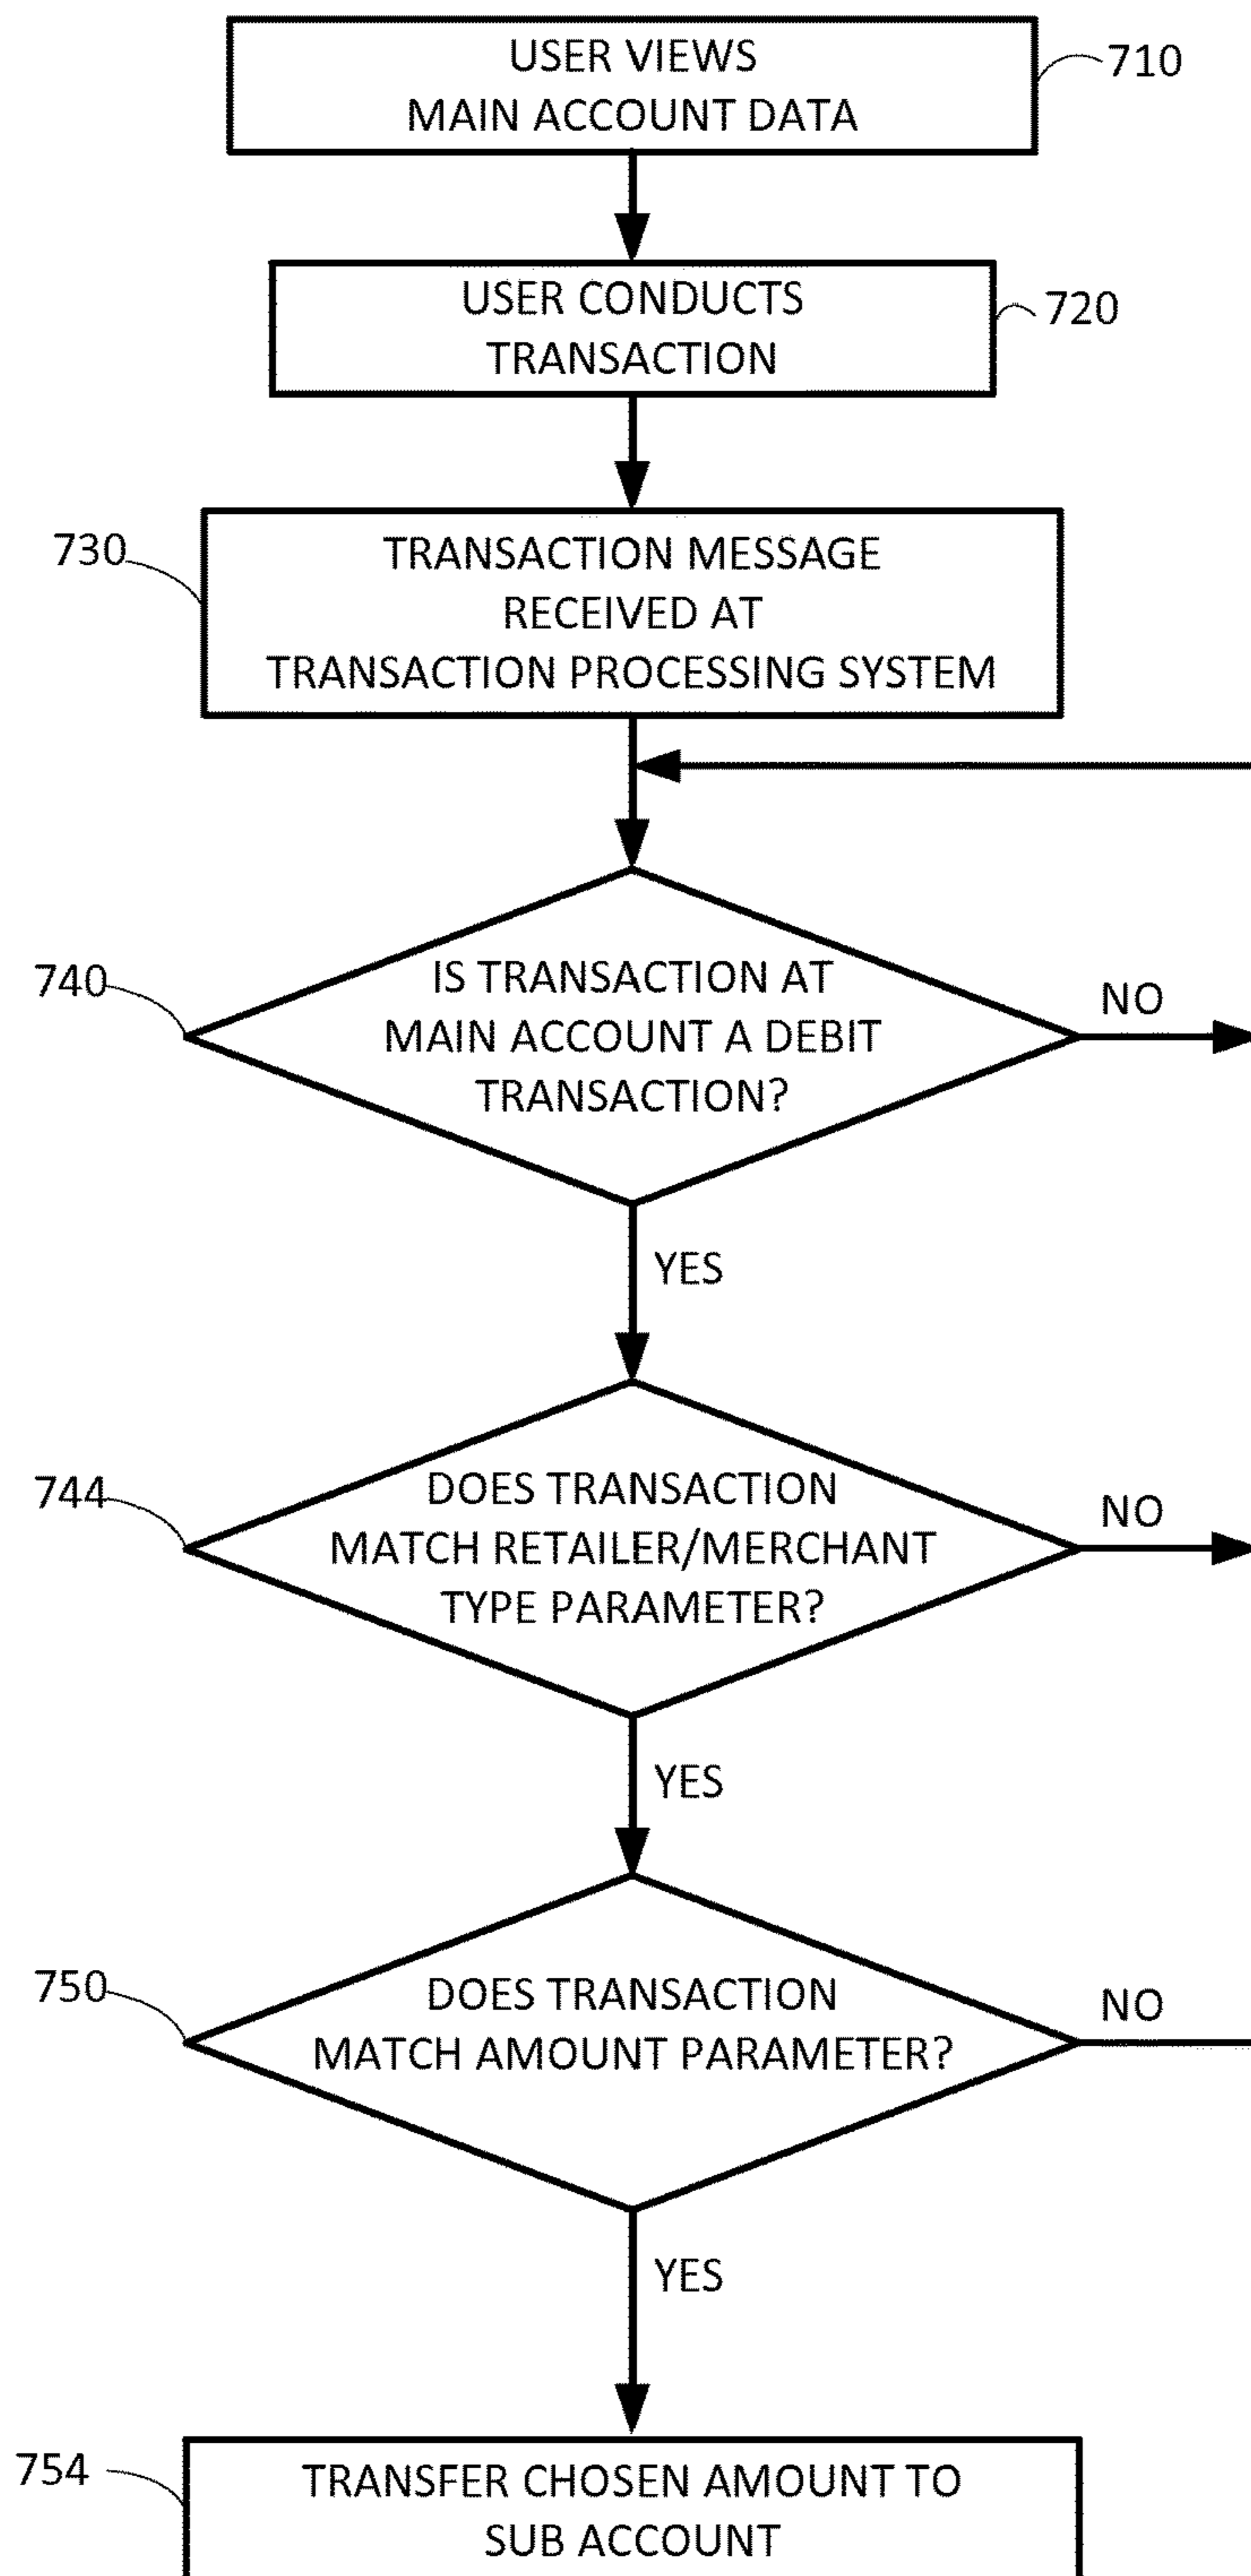 USER VIEWS
MAIN ACCOUNT DATA
710
USER CONDUCTS
TRANSACTION
720
730
TRANSACTION MESSAGE
RECEIVED AT
TRANSACTION PROCESSING SYSTEM
740
IS TRANSACTION AT
MAIN ACCOUNT A DEBIT
TRANSACTION?
NO
YES
744
DOES TRANSACTION
MATCH RETAILER/MERCHANT
TYPE PARAMETER?
NO
YES
750
DOES TRANSACTION
MATCH AMOUNT PARAMETER?
NO
YES
754
TRANSFER CHOSEN AMOUNT TO
SUB ACCOUNT